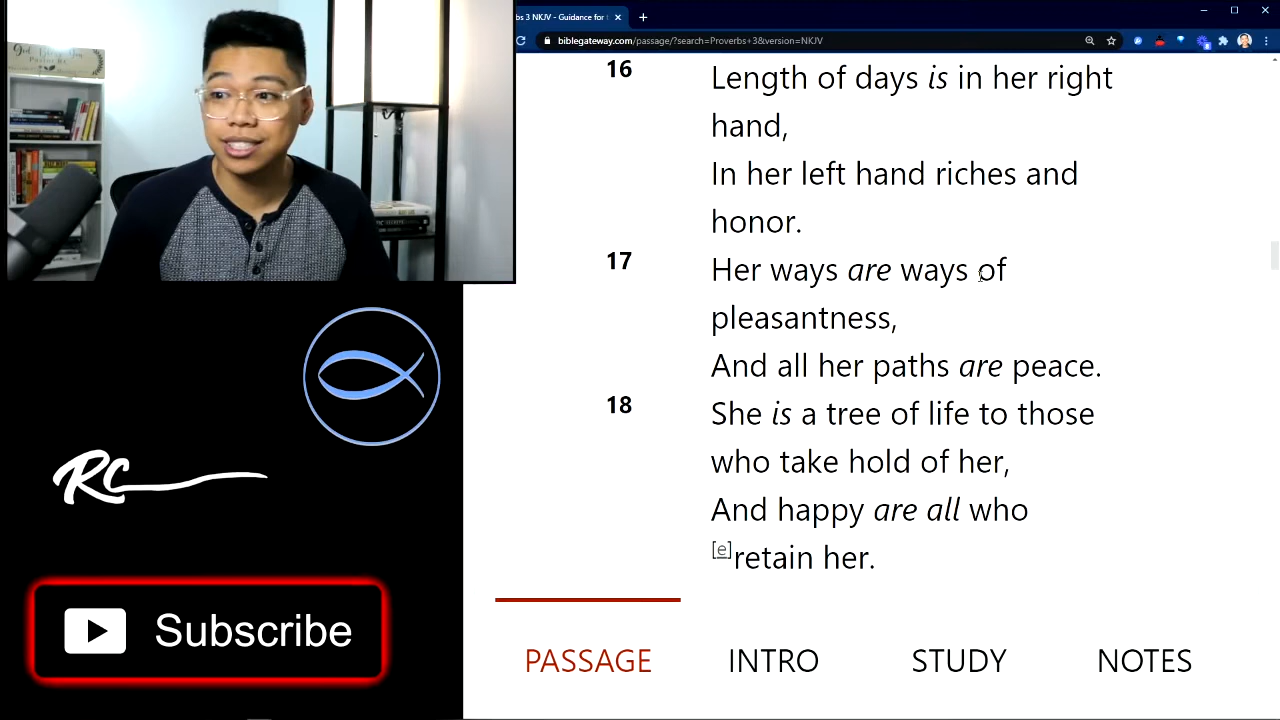 bs 3 NKJV - Guidance for
biblegateway.com/passage/?search=Proverbs+3&version=NKJV
16 Length of days is in her right
hand,
In her left hand riches and
honor.
17 Her ways are ways of
pleasantness,
And all her paths are peace.
18 She is a tree of life to those
who take hold of her,
And happy are all who
[e]retain her.
PASSAGE INTRO STUDY NOTES
RC
Subscribe